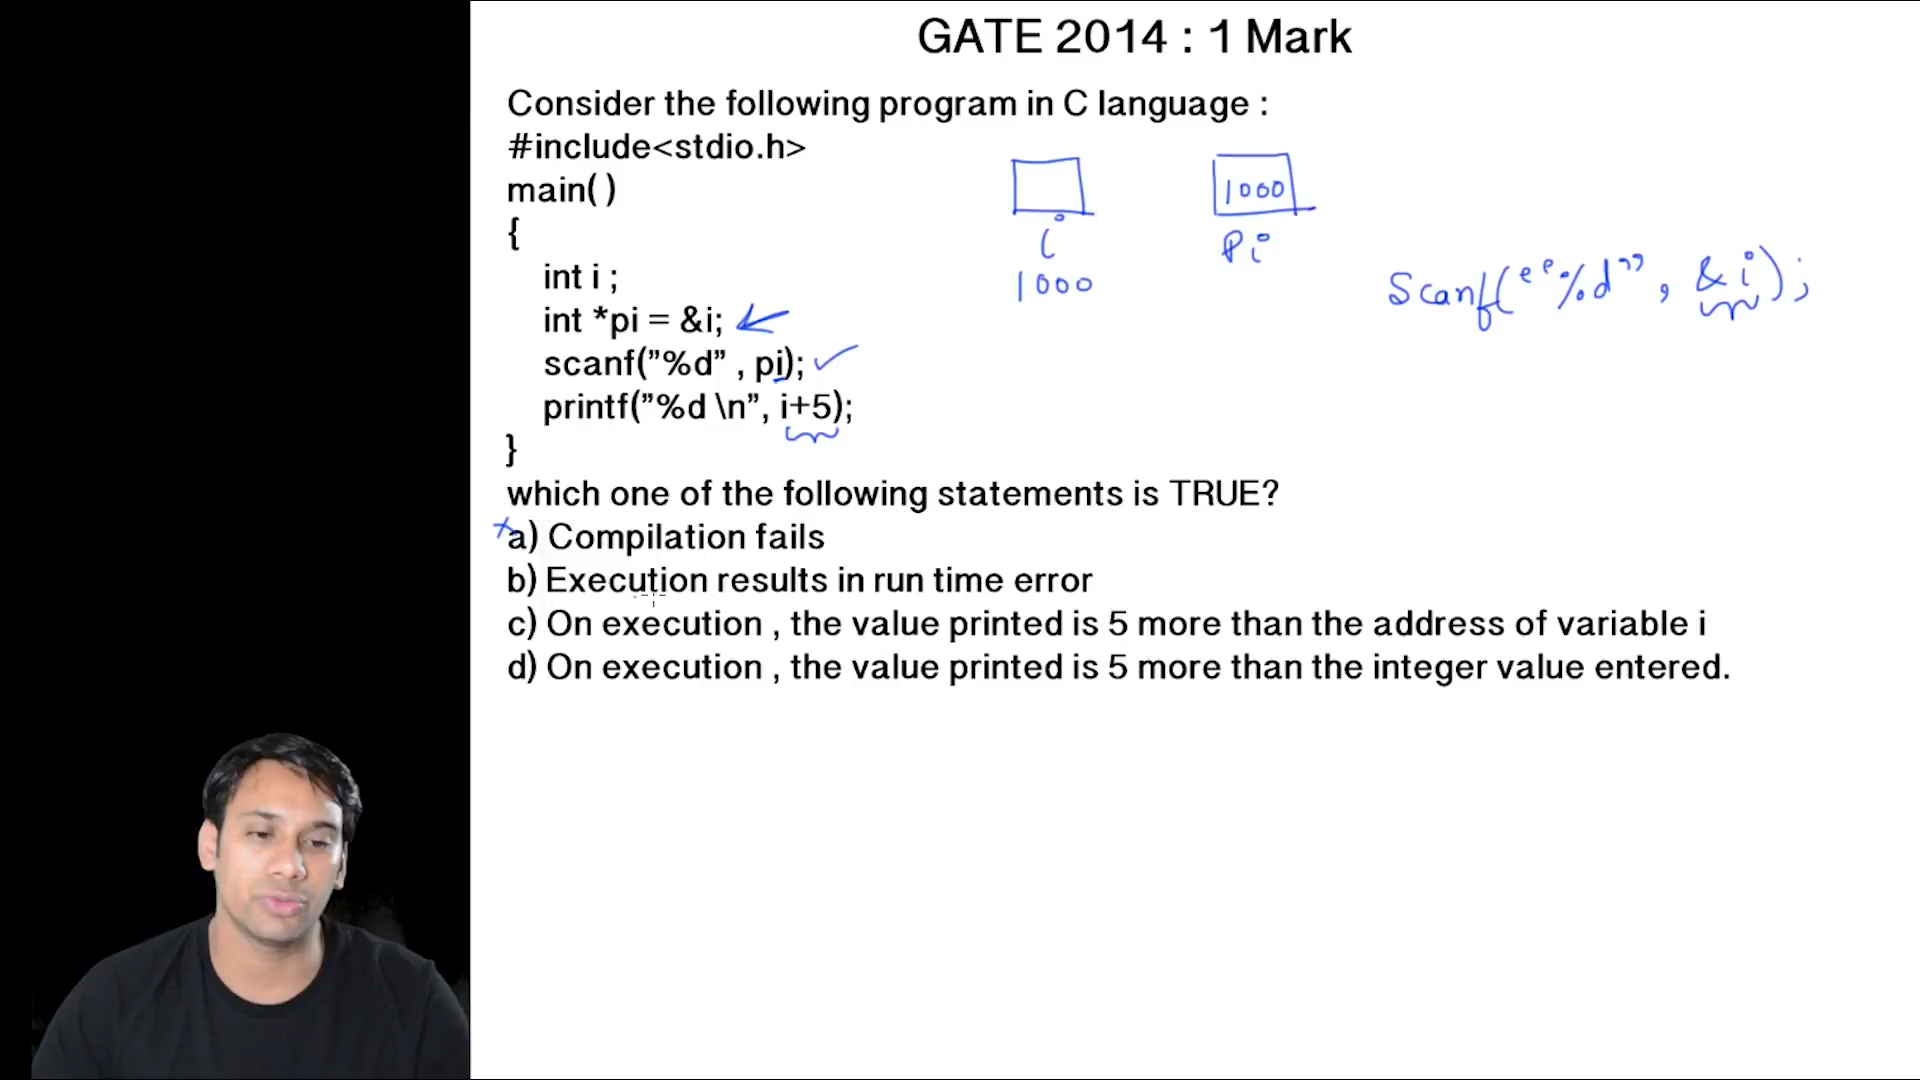 GATE 2014 : 1 Mark
Consider the following program in C language :
#include<stdio.h>
main( )
{
int i ;
int *pi = &i;
scanf(”%d” , pi);
printf(”%d \n”, i+5);
}
1000
i
1000
Pi
Scanf(“%d”, &i);
which one of the following statements is TRUE?
x
a) Compilation fails
b) Execution results in run time error
c) On execution , the value printed is 5 more than the address of variable i
d) On execution , the value printed is 5 more than the integer value entered.